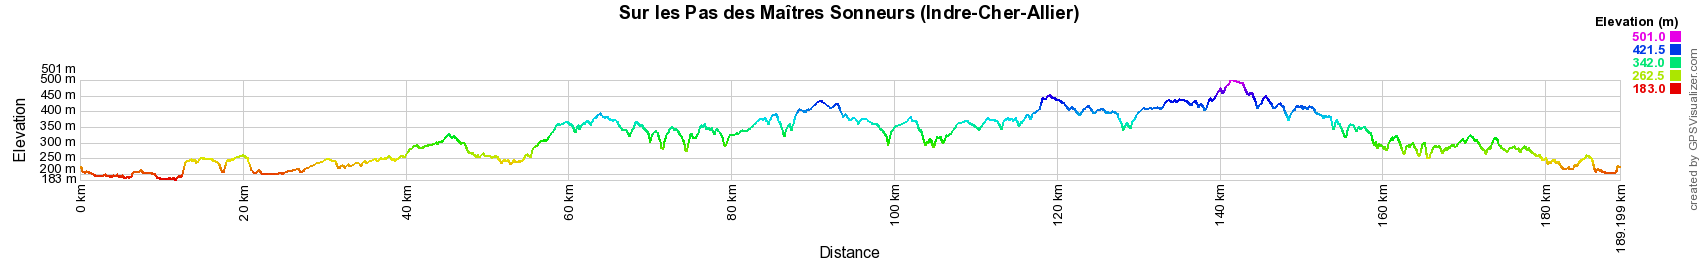 Sur les Pas des Maîtres Sonneurs (Indre-Cher-Allier)
Elevation (m)
501.0
421.5
342.0
262.5
183.0
created by GPSVisualizer.com
Elevation
501 m
500 m
450 m
400 m
350 m
300 m
250 m
200 m
183 m
0 km
20 km
40 km
60 km
80 km
100 km
120 km
140 km
160 km
180 km
189.199 km
Distance